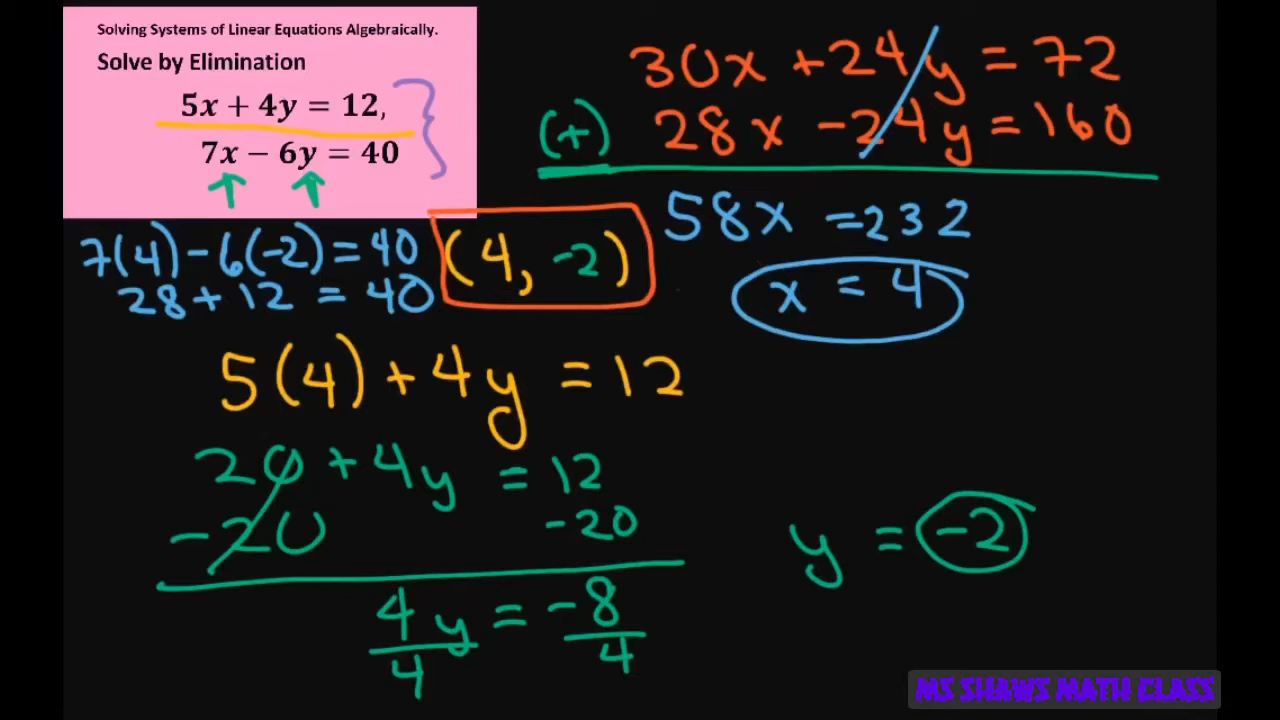 Solving Systems of Linear Equations Algebraically.
Solve by Elimination
5x + 4y = 12,
7x − 6y = 40
30x + 24y = 72
(+) 28x − 24y = 160
58x = 232
x = 4
7(4) − 6(−2) = 40
28 + 12 = 40
(4, −2)
5(4) + 4y = 12
20 + 4y = 12
−20 −20
4y = −8
4 4
y = −2
MS SHAWS MATH CLASS